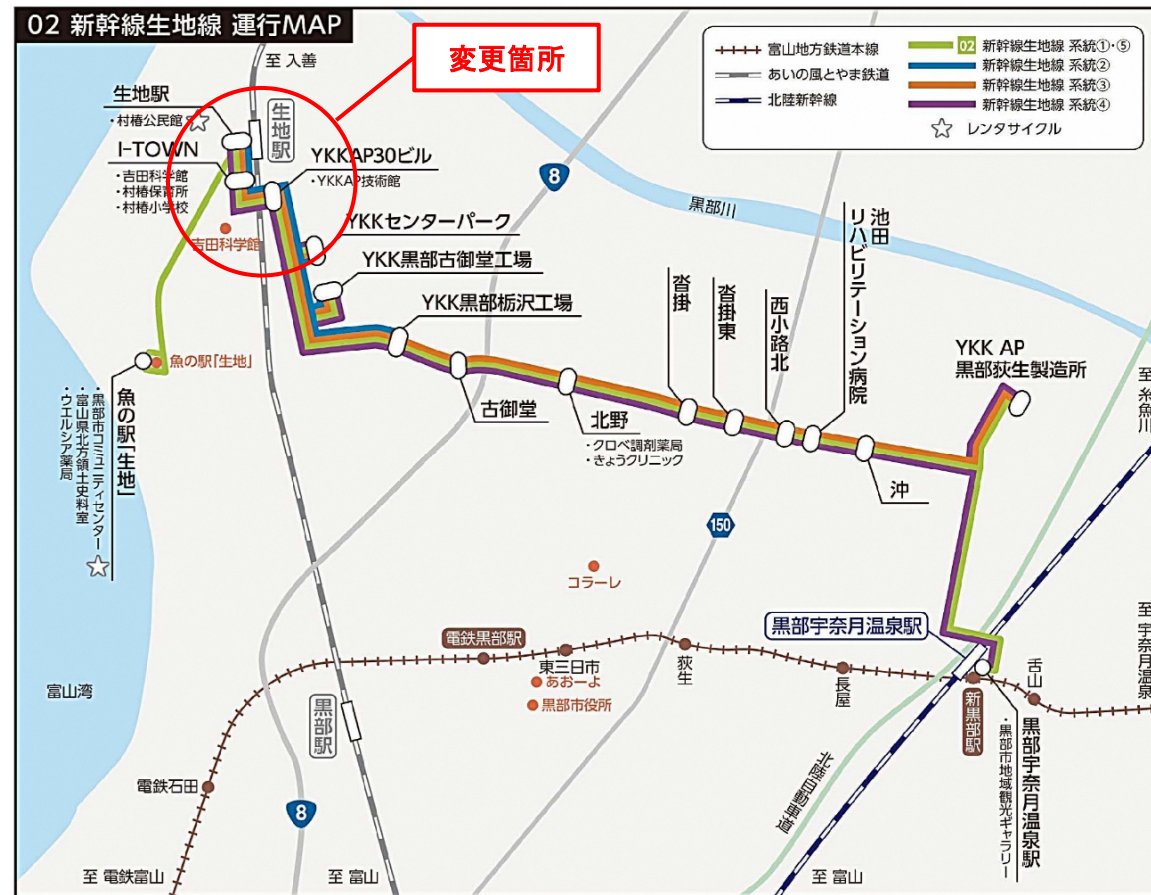 02 新幹線生地線 運行MAP
変更箇所
富山地方鉄道本線
あいの風とやま鉄道
北陸新幹線
02 新幹線生地線 系統①・⑤
新幹線生地線 系統②
新幹線生地線 系統③
新幹線生地線 系統④
レンタサイクル
至 入善
生地駅
・村椿公民館
生地駅
I-TOWN
・吉田科学館
・村椿保育所
・村椿小学校
YKKAP30ビル
・YKKAP技術館
吉田科学館
YKKセンターパーク
YKK黒部古御堂工場
YKK黒部栃沢工場
8
黒部川
池田
リハビリテーション病院
西小路北
沓掛東
沓掛
YKK AP
黒部荻生製造所
至 糸魚川
魚の駅「生地」
魚の駅「生地」
・黒部市コミュニティセンター
・富山県北方領土史料室
・ウエルシア薬局
古御堂
北野
・クロベ調剤薬局
・きょうクリニック
沖
150
コラーレ
黒部宇奈月温泉駅
至 宇奈月温泉
電鉄黒部駅
東三日市
あおーよ
黒部市役所
荻生
長屋
新黒部駅
舌山
黒部宇奈月温泉駅
・黒部市地域観光ギャラリー
富山湾
黒部駅
北陸自動車道
電鉄石田
8
至 電鉄富山
至 富山
至 富山